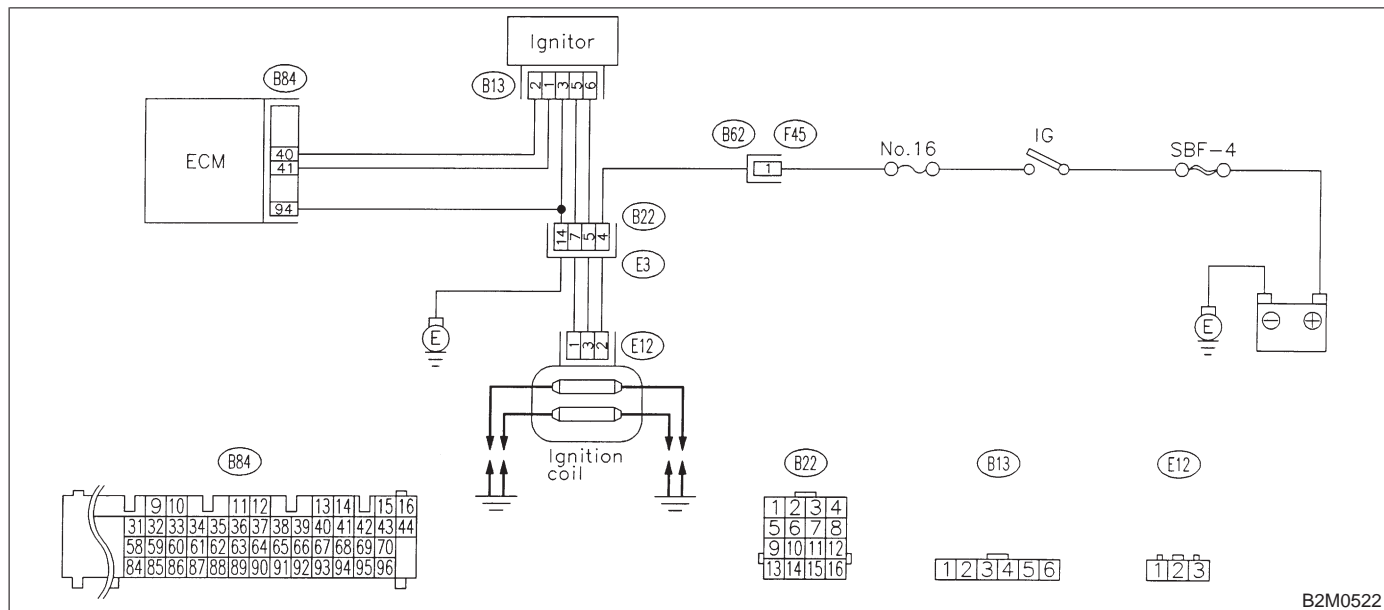 Ignitor
B84
B13
2 1 3 5 6
B62 F45
IG
No.16
SBF-4
ECM
40
41
1
94
B22
14 7 5 4
E3
E
E
⊖ ⊕
1 3 2
E12
Ignition
coil
B84
B22
B13
E12
9 10 11 12 13 14 15 16
31 32 33 34 35 36 37 38 39 40 41 42 43 44
58 59 60 61 62 63 64 65 66 67 68 69 70
84 85 86 87 88 89 90 91 92 93 94 95 96
1 2 3 4
5 6 7 8
9 10 11 12
13 14 15 16
1 2 3 4 5 6
1 2 3
B2M0522